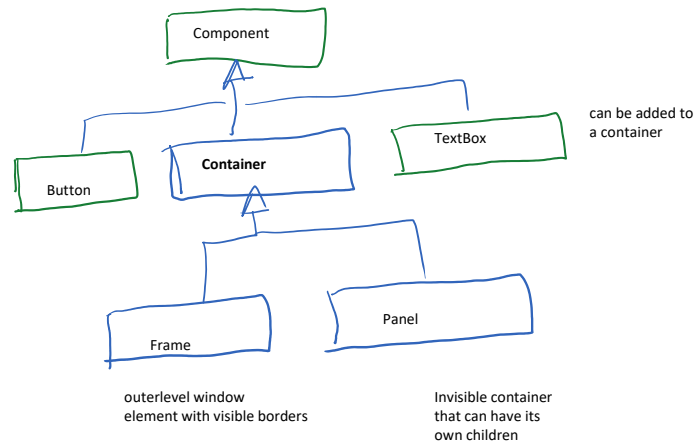 Component
can be added to
a container
TextBox
Container
Button
Panel
Frame
outerlevel window
element with visible borders
Invisible container
that can have its
own children